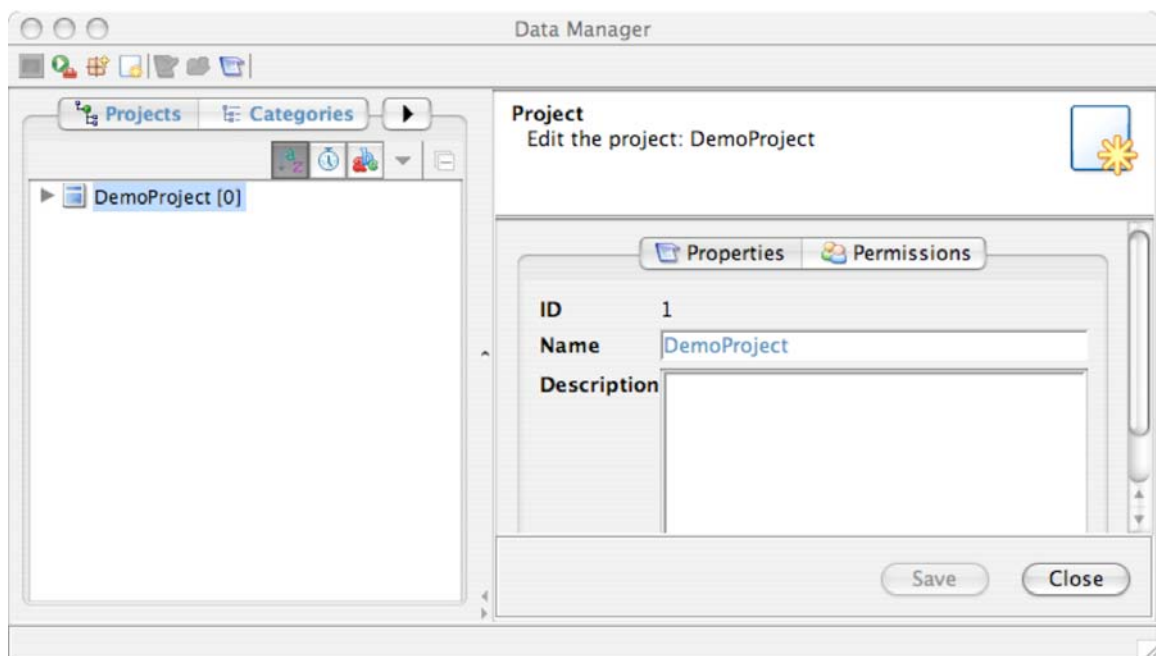 Data Manager
Projects Categories
Project
Edit the project: DemoProject
DemoProject [0]
Properties Permissions
ID 1
Name DemoProject
Description
Save Close